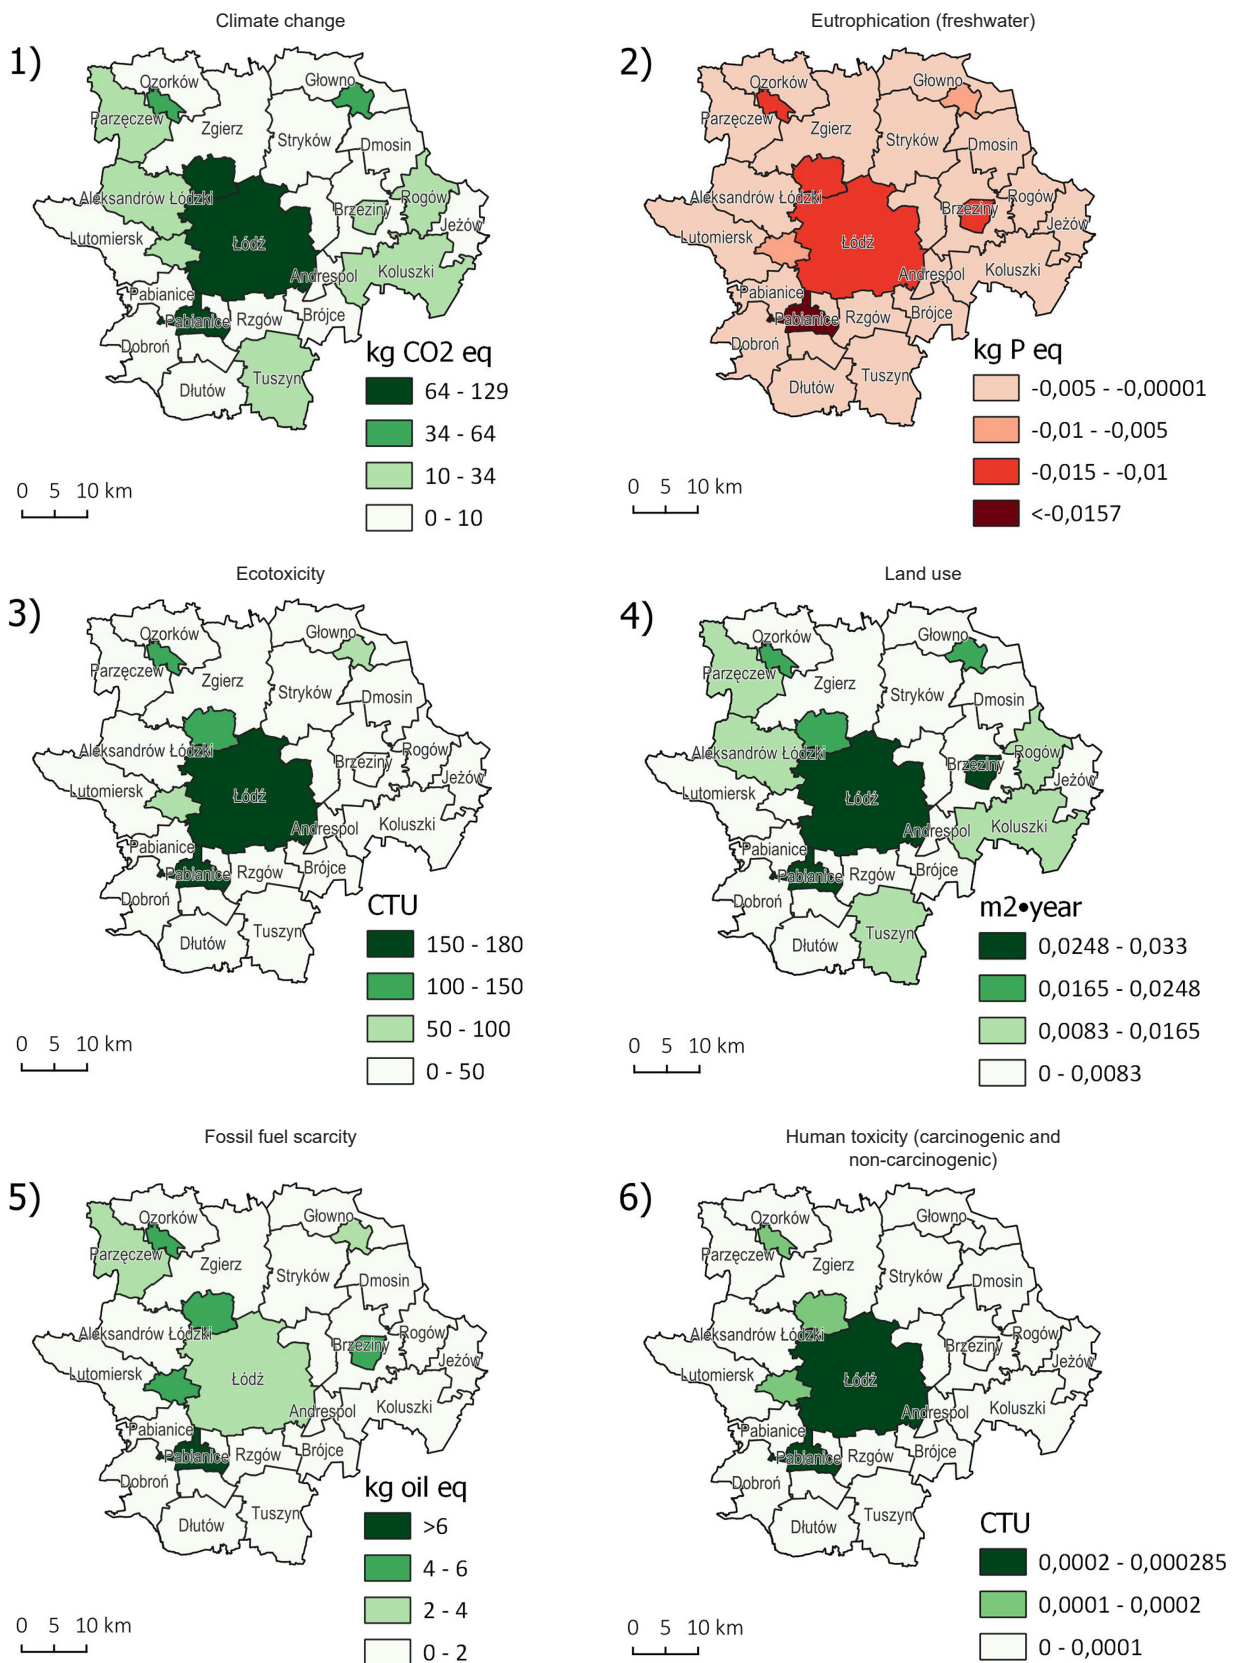 Climate change
1)
Ozorków
Głowno
Parzęczew
Zgierz
Stryków
Dmosin
Aleksandrów Łódzki
Rogów
Brzeziny
Jeżów
Lutomiersk
Łódź
Andrespol
Koluszki
Pabianice
Pabianice
Rzgów
Brójce
Dobroń
Dłutów
Tuszyn
kg CO2 eq
64 - 129
34 - 64
10 - 34
0 - 10
0 5 10 km
Eutrophication (freshwater)
2)
Ozorków
Głowno
Parzęczew
Zgierz
Stryków
Dmosin
Aleksandrów Łódzki
Rogów
Brzeziny
Jeżów
Lutomiersk
Łódź
Andrespol
Koluszki
Pabianice
Pabianice
Rzgów
Brójce
Dobroń
Dłutów
Tuszyn
kg P eq
-0,005 - -0,00001
-0,01 - -0,005
-0,015 - -0,01
<-0,0157
0 5 10 km
Ecotoxicity
3)
Ozorków
Głowno
Parzęczew
Zgierz
Stryków
Dmosin
Aleksandrów Łódzki
Rogów
Brzeziny
Jeżów
Lutomiersk
Łódź
Andrespol
Koluszki
Pabianice
Pabianice
Rzgów
Brójce
Dobroń
Dłutów
Tuszyn
CTU
150 - 180
100 - 150
50 - 100
0 - 50
0 5 10 km
Land use
4)
Ozorków
Głowno
Parzęczew
Zgierz
Stryków
Dmosin
Aleksandrów Łódzki
Rogów
Brzeziny
Jeżów
Lutomiersk
Łódź
Andrespol
Koluszki
Pabianice
Pabianice
Rzgów
Brójce
Dobroń
Dłutów
Tuszyn
m2•year
0,0248 - 0,033
0,0165 - 0,0248
0,0083 - 0,0165
0 - 0,0083
0 5 10 km
Fossil fuel scarcity
5)
Ozorków
Głowno
Parzęczew
Zgierz
Stryków
Dmosin
Aleksandrów Łódzki
Rogów
Brzeziny
Jeżów
Lutomiersk
Łódź
Andrespol
Koluszki
Pabianice
Pabianice
Rzgów
Brójce
Dobroń
Dłutów
Tuszyn
kg oil eq
>6
4 - 6
2 - 4
0 - 2
0 5 10 km
Human toxicity (carcinogenic and
non-carcinogenic)
6)
Ozorków
Głowno
Parzęczew
Zgierz
Stryków
Dmosin
Aleksandrów Łódzki
Rogów
Brzeziny
Jeżów
Lutomiersk
Łódź
Andrespol
Koluszki
Pabianice
Pabianice
Rzgów
Brójce
Dobroń
Dłutów
Tuszyn
CTU
0,0002 - 0,000285
0,0001 - 0,0002
0 - 0,0001
0 5 10 km